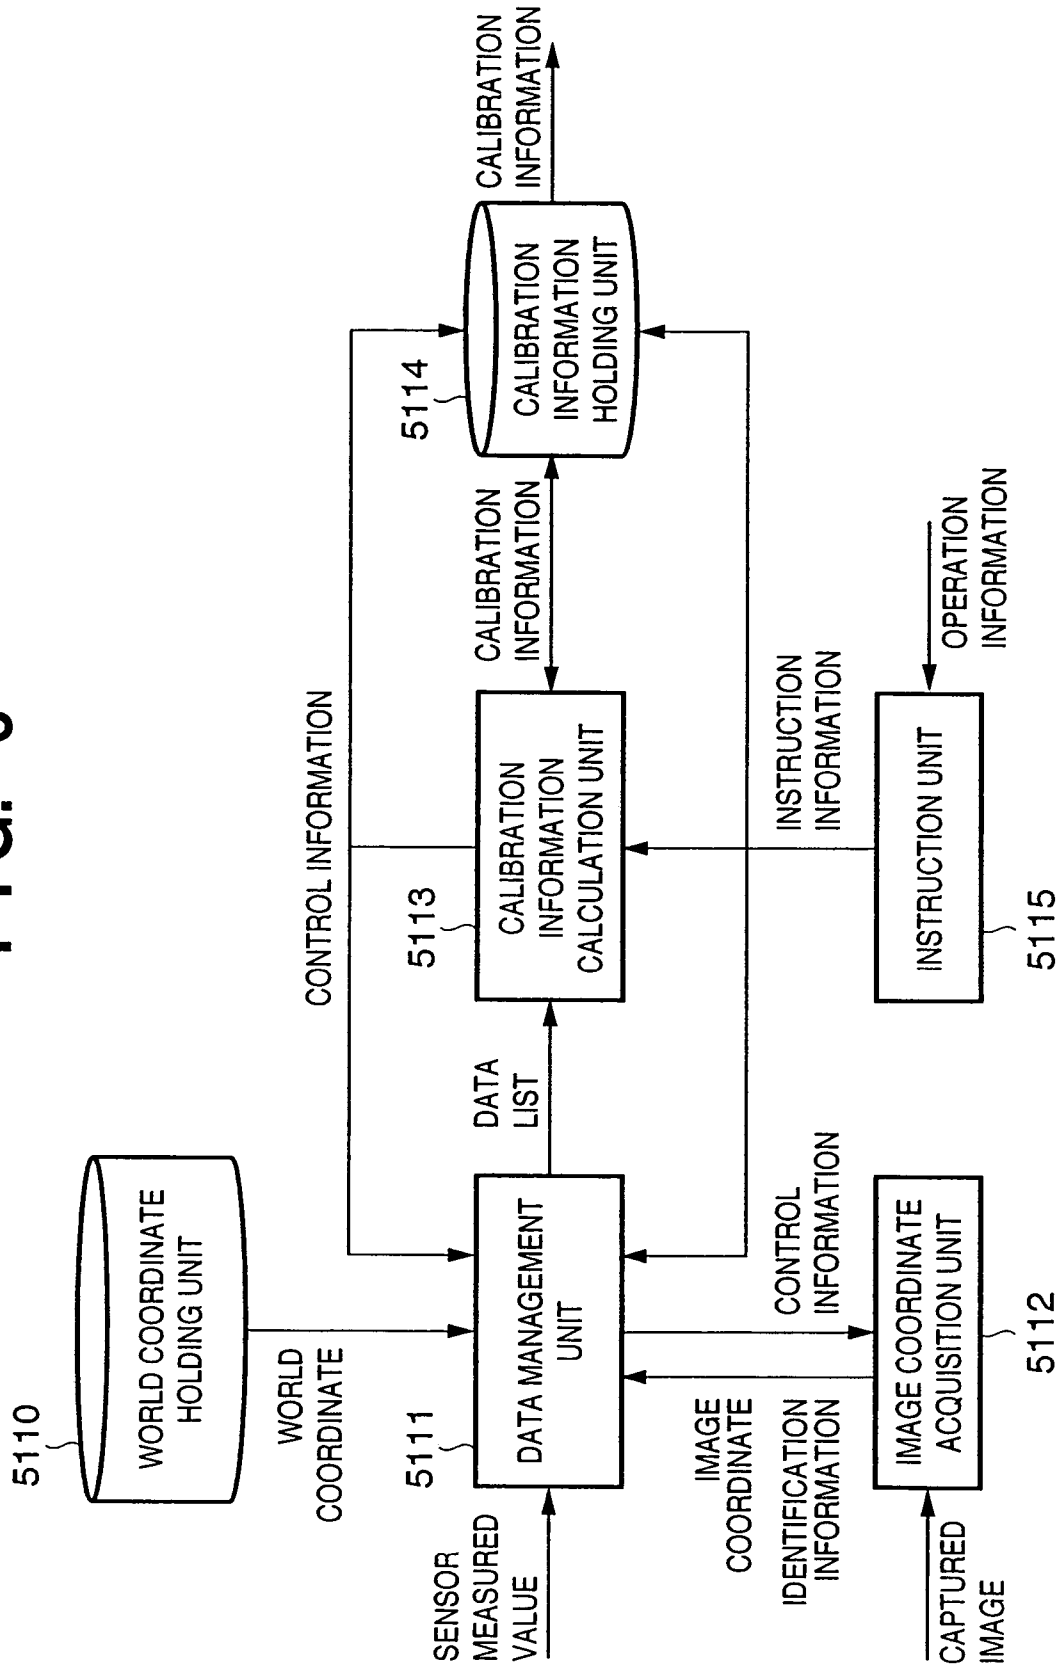 5110
WORLD COORDINATE
HOLDING UNIT
WORLD
COORDINATE
CONTROL INFORMATION
SENSOR
MEASURED
VALUE
5111
DATA MANAGEMENT
UNIT
DATA
LIST
5113
CALIBRATION
INFORMATION
CALCULATION UNIT
CALIBRATION
INFORMATION
5114
CALIBRATION
INFORMATION
HOLDING UNIT
CALIBRATION
INFORMATION
IMAGE
COORDINATE
IDENTIFICATION
INFORMATION
CONTROL
INFORMATION
INSTRUCTION
INFORMATION
CAPTURED
IMAGE
IMAGE COORDINATE
ACQUISITION UNIT
5112
INSTRUCTION UNIT
5115
OPERATION
INFORMATION